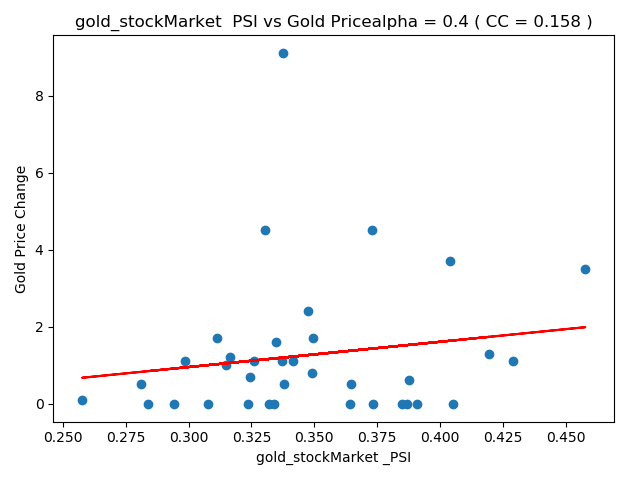 gold_stockMarket  PSI vs Gold Pricealpha = 0.4 ( CC = 0.158 )
Gold Price Change
8
6
4
2
0
0.250 0.275 0.300 0.325 0.350 0.375 0.400 0.425 0.450
gold_stockMarket _PSI